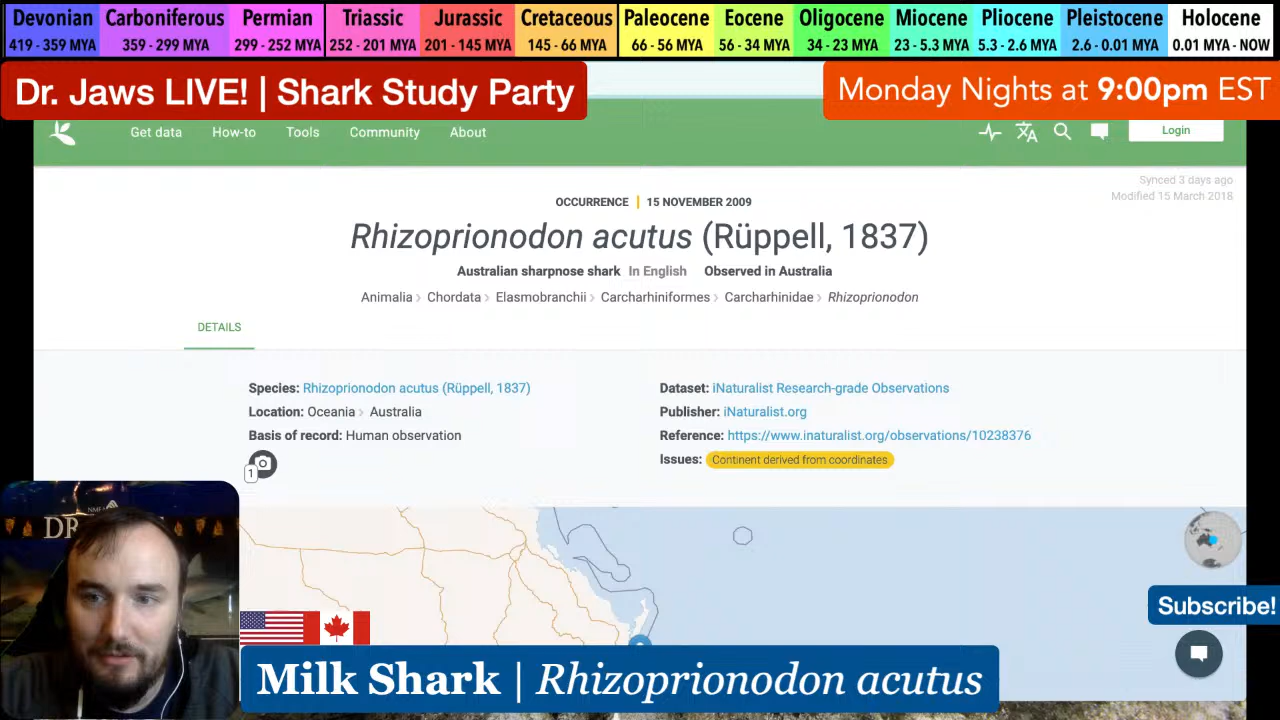 Devonian Carboniferous Permian Triassic Jurassic Cretaceous Paleocene Eocene Oligocene Miocene Pliocene Pleistocene Holocene
419 - 359 MYA 359 - 299 MYA 299 - 252 MYA 252 - 201 MYA 201 - 145 MYA 145 - 66 MYA 66 - 56 MYA 56 - 34 MYA 34 - 23 MYA 23 - 5.3 MYA 5.3 - 2.6 MYA 2.6 - 0.01 MYA 0.01 MYA - NOW
Dr. Jaws LIVE! | Shark Study Party
Monday Nights at 9:00pm EST
Get data How-to Tools Community About Login
Synced 3 days ago
Modified 15 March 2018
OCCURRENCE | 15 NOVEMBER 2009
Rhizoprionodon acutus (Rüppell, 1837)
Australian sharpnose shark In English Observed in Australia
Animalia › Chordata › Elasmobranchii › Carcharhiniformes › Carcharhinidae › Rhizoprionodon
DETAILS
Species: Rhizoprionodon acutus (Rüppell, 1837)
Location: Oceania › Australia
Basis of record: Human observation
1
Dataset: iNaturalist Research-grade Observations
Publisher: iNaturalist.org
Reference: https://www.inaturalist.org/observations/10238376
Issues: Continent derived from coordinates
DR
Subscribe!
Milk Shark | Rhizoprionodon acutus